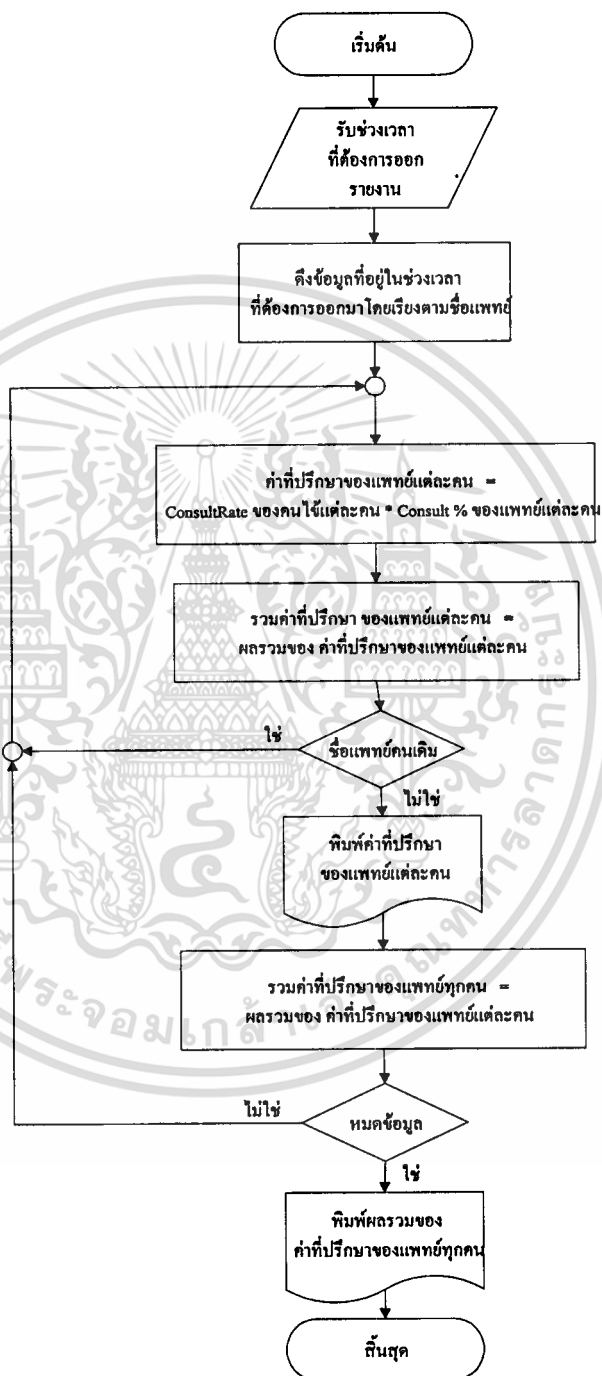 เริ่มต้น
รับช่วงเวลา
ที่ต้องการออก
รายงาน
ดึงข้อมูลที่อยู่ในช่วงเวลา
ที่ต้องการออกมาโดยเรียงตามชื่อแพทย์
ค่าที่ปรึกษาของแพทย์แต่ละคน =
ConsultRate ของคนไข้แต่ละคน * Consult % ของแพทย์แต่ละคน
รวมค่าที่ปรึกษา ของแพทย์แต่ละคน =
ผลรวมของ ค่าที่ปรึกษาของแพทย์แต่ละคน
ใช่
ชื่อแพทย์คนเดิม
ไม่ใช่
พิมพ์ค่าที่ปรึกษา
ของแพทย์แต่ละคน
รวมค่าที่ปรึกษาของแพทย์ทุกคน =
ผลรวมของ ค่าที่ปรึกษาของแพทย์แต่ละคน
ไม่ใช่
หมดข้อมูล
ใช่
พิมพ์ผลรวมของ
ค่าที่ปรึกษาของแพทย์ทุกคน
สิ้นสุด